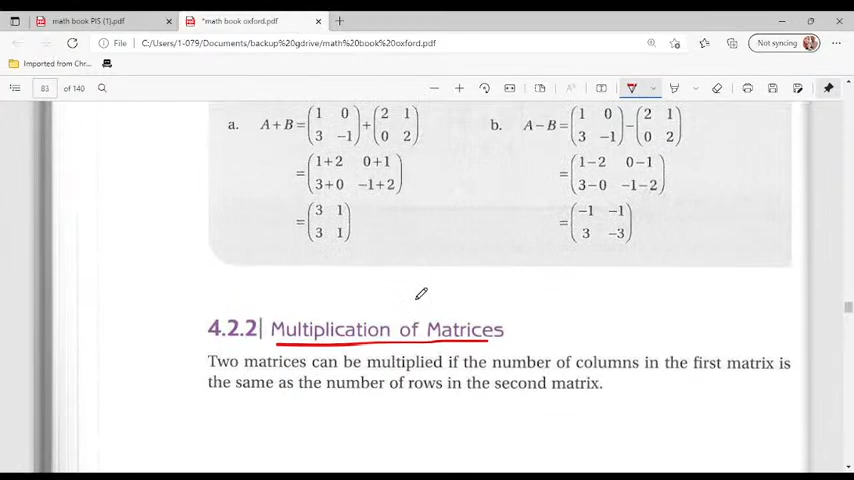 math book PIS (1).pdf
*math book oxford.pdf
File | C:/Users/1-079/Documents/backup%20gdrive/math%20book%20oxford.pdf
Not syncing
Imported from Chr...
83 of 140
a. A+B=(1 0 3 −1)+(2 1 0 2) b. A−B=(1 0 3 −1)−(2 1 0 2)
=(1+2 0+1 3+0 −1+2) =(1−2 0−1 3−0 −1−2)
=(3 1 3 1) =(−1 −1 3 −3)
4.2.2| Multiplication of Matrices
Two matrices can be multiplied if the number of columns in the first matrix is
the same as the number of rows in the second matrix.